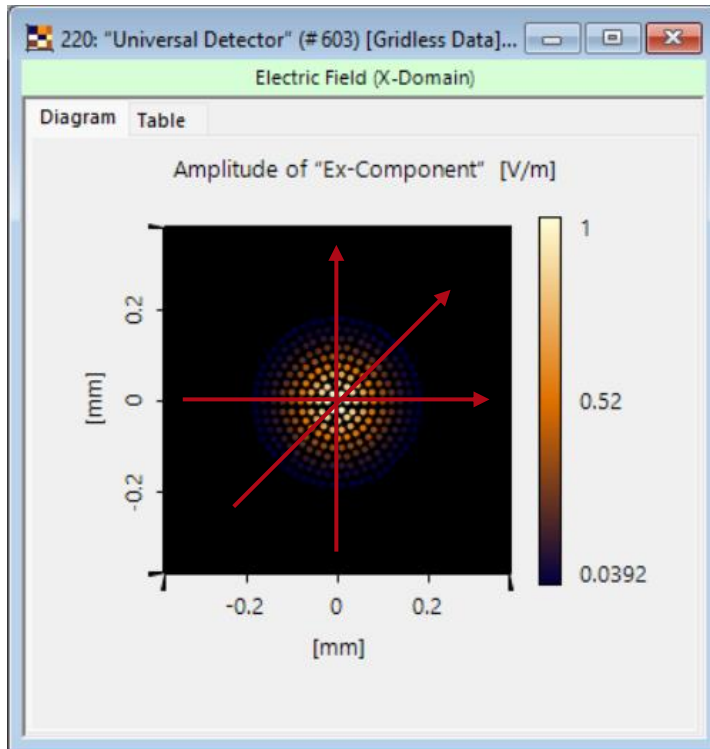 220: "Universal Detector" (# 603) [Gridless Data]...
Electric Field (X-Domain)
Diagram Table
Amplitude of "Ex-Component" [V/m]
1
0.52
0.0392
0.2
0
-0.2
[mm]
-0.2 0 0.2
[mm]